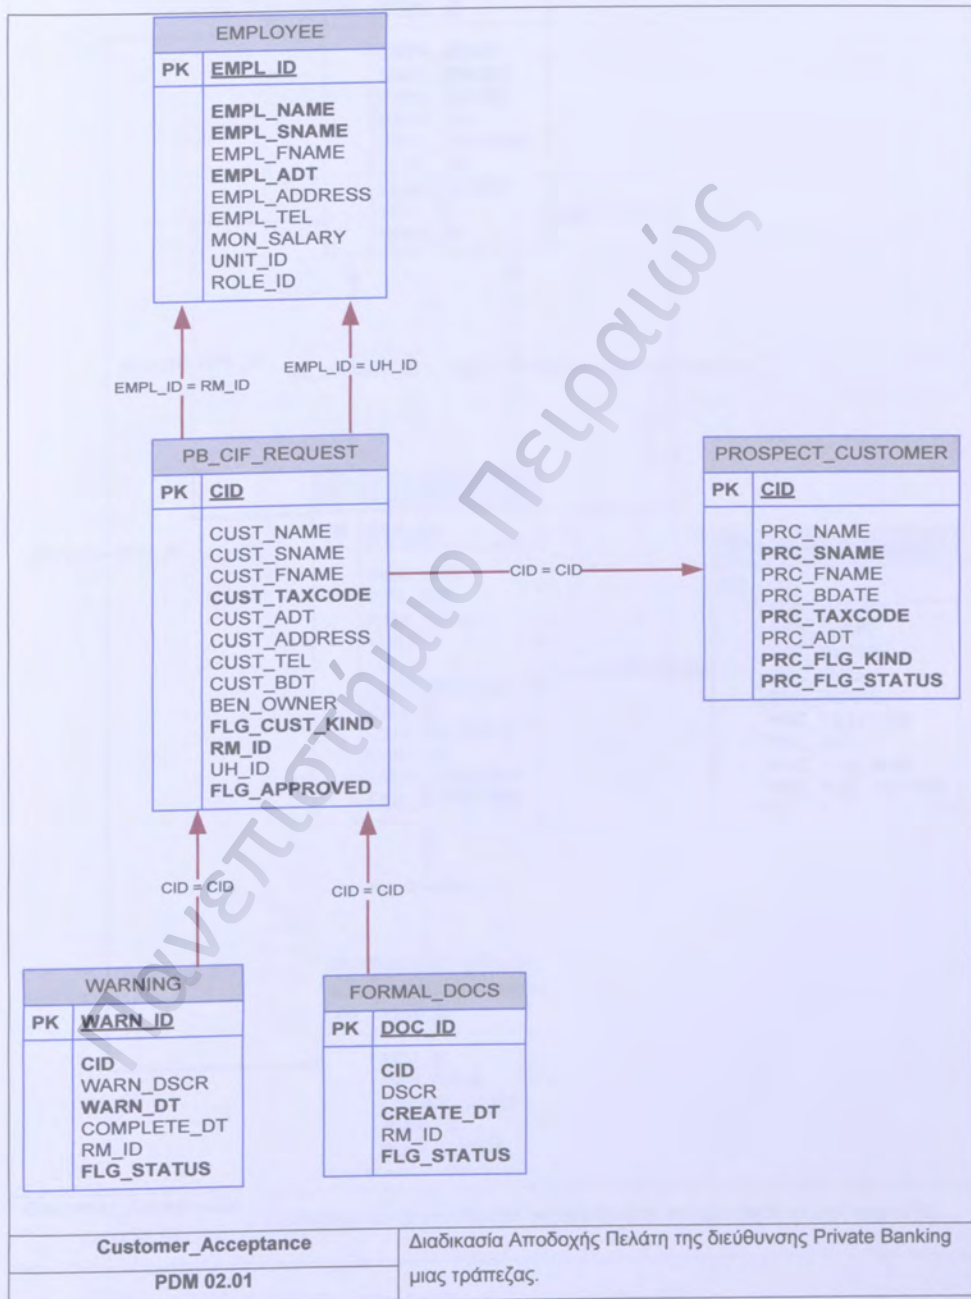 EMPLOYEE
PK EMPL_ID
EMPL_NAME
EMPL_SNAME
EMPL_FNAME
EMPL_ADT
EMPL_ADDRESS
EMPL_TEL
MON_SALARY
UNIT_ID
ROLE_ID
EMPL_ID = RM_ID
EMPL_ID = UH_ID
PB_CIF_REQUEST
PK CID
CUST_NAME
CUST_SNAME
CUST_FNAME
CUST_TAXCODE
CUST_ADT
CUST_ADDRESS
CUST_TEL
CUST_BDT
BEN_OWNER
FLG_CUST_KIND
RM_ID
UH_ID
FLG_APPROVED
CID = CID
PROSPECT_CUSTOMER
PK CID
PRC_NAME
PRC_SNAME
PRC_FNAME
PRC_BDATE
PRC_TAXCODE
PRC_ADT
PRC_FLG_KIND
PRC_FLG_STATUS
CID = CID
CID = CID
WARNING
PK WARN_ID
CID
WARN_DSCR
WARN_DT
COMPLETE_DT
RM_ID
FLG_STATUS
FORMAL_DOCS
PK DOC_ID
CID
DSCR
CREATE_DT
RM_ID
FLG_STATUS
Πανεπιστήμιο Πειραιώς
Customer_Acceptance
PDM 02.01
Διαδικασία Αποδοχής Πελάτη της διεύθυνσης Private Banking
μιας τράπεζας.